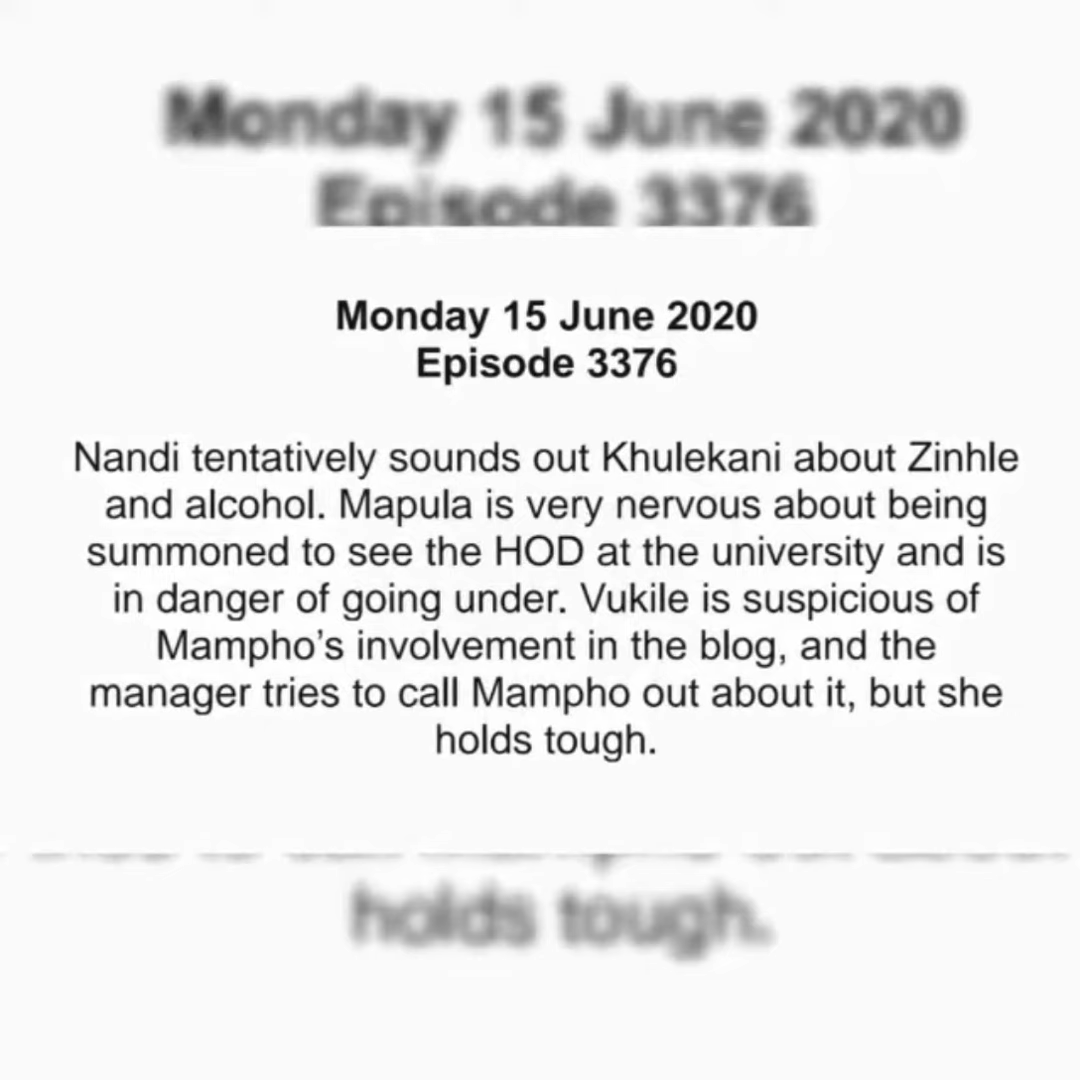 Monday 15 June 2020
Episode 3376
Monday 15 June 2020
Episode 3376
Nandi tentatively sounds out Khulekani about Zinhle
and alcohol. Mapula is very nervous about being
summoned to see the HOD at the university and is
in danger of going under. Vukile is suspicious of
Mampho’s involvement in the blog, and the
manager tries to call Mampho out about it, but she
holds tough.
holds tough.